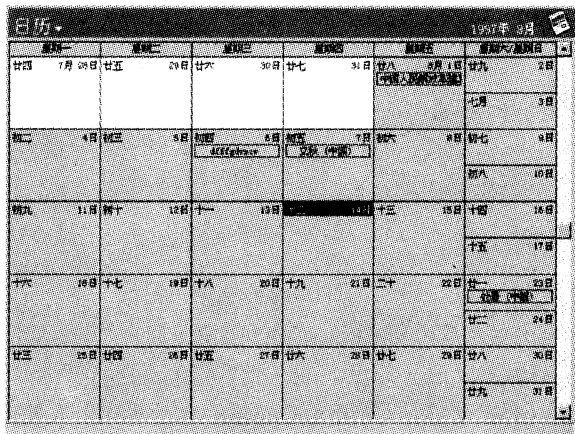 日历
1997年 8月
星期一 星期二 星期三 星期四 星期五 星期六/星期日
廿四 7月 28日 廿五 29日 廿六 30日 廿七 31日 廿八 8月 1日 廿九 2日
七月 3日
初二 4日 初三 5日 初四 6日 初五 7日 初六 8日 初七 9日
立秋 (中国)
初八 10日
初九 11日 初十 12日 十一 13日 十二 14日 十三 15日 十四 16日
十五 17日
十六 18日 十七 19日 十八 20日 十九 21日 二十 22日 廿一 23日
处暑 (中国)
廿二 24日
廿三 25日 廿四 26日 廿五 27日 廿六 28日 廿七 29日 廿八 30日
廿九 31日